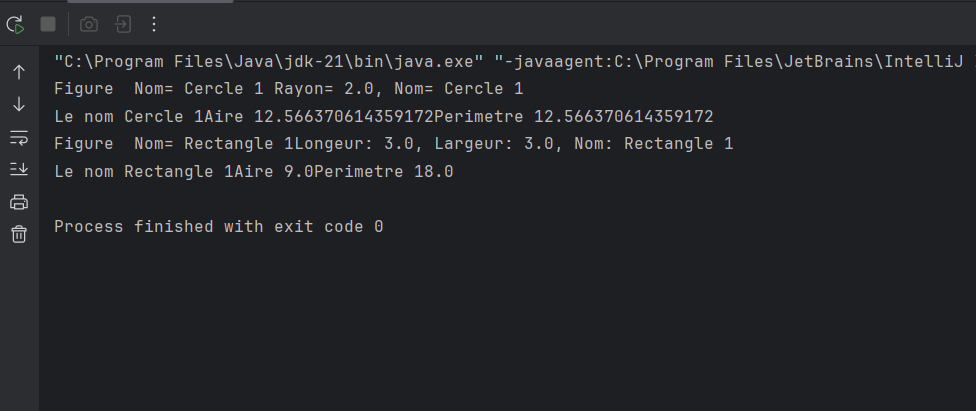 "C:\Program Files\Java\jdk-21\bin\java.exe" "-javaagent:C:\Program Files\JetBrains\IntelliJ
Figure  Nom= Cercle 1 Rayon= 2.0, Nom= Cercle 1
Le nom Cercle 1Aire 12.566370614359172Perimetre 12.566370614359172
Figure  Nom= Rectangle 1Longeur: 3.0, Largeur: 3.0, Nom: Rectangle 1
Le nom Rectangle 1Aire 9.0Perimetre 18.0
Process finished with exit code 0